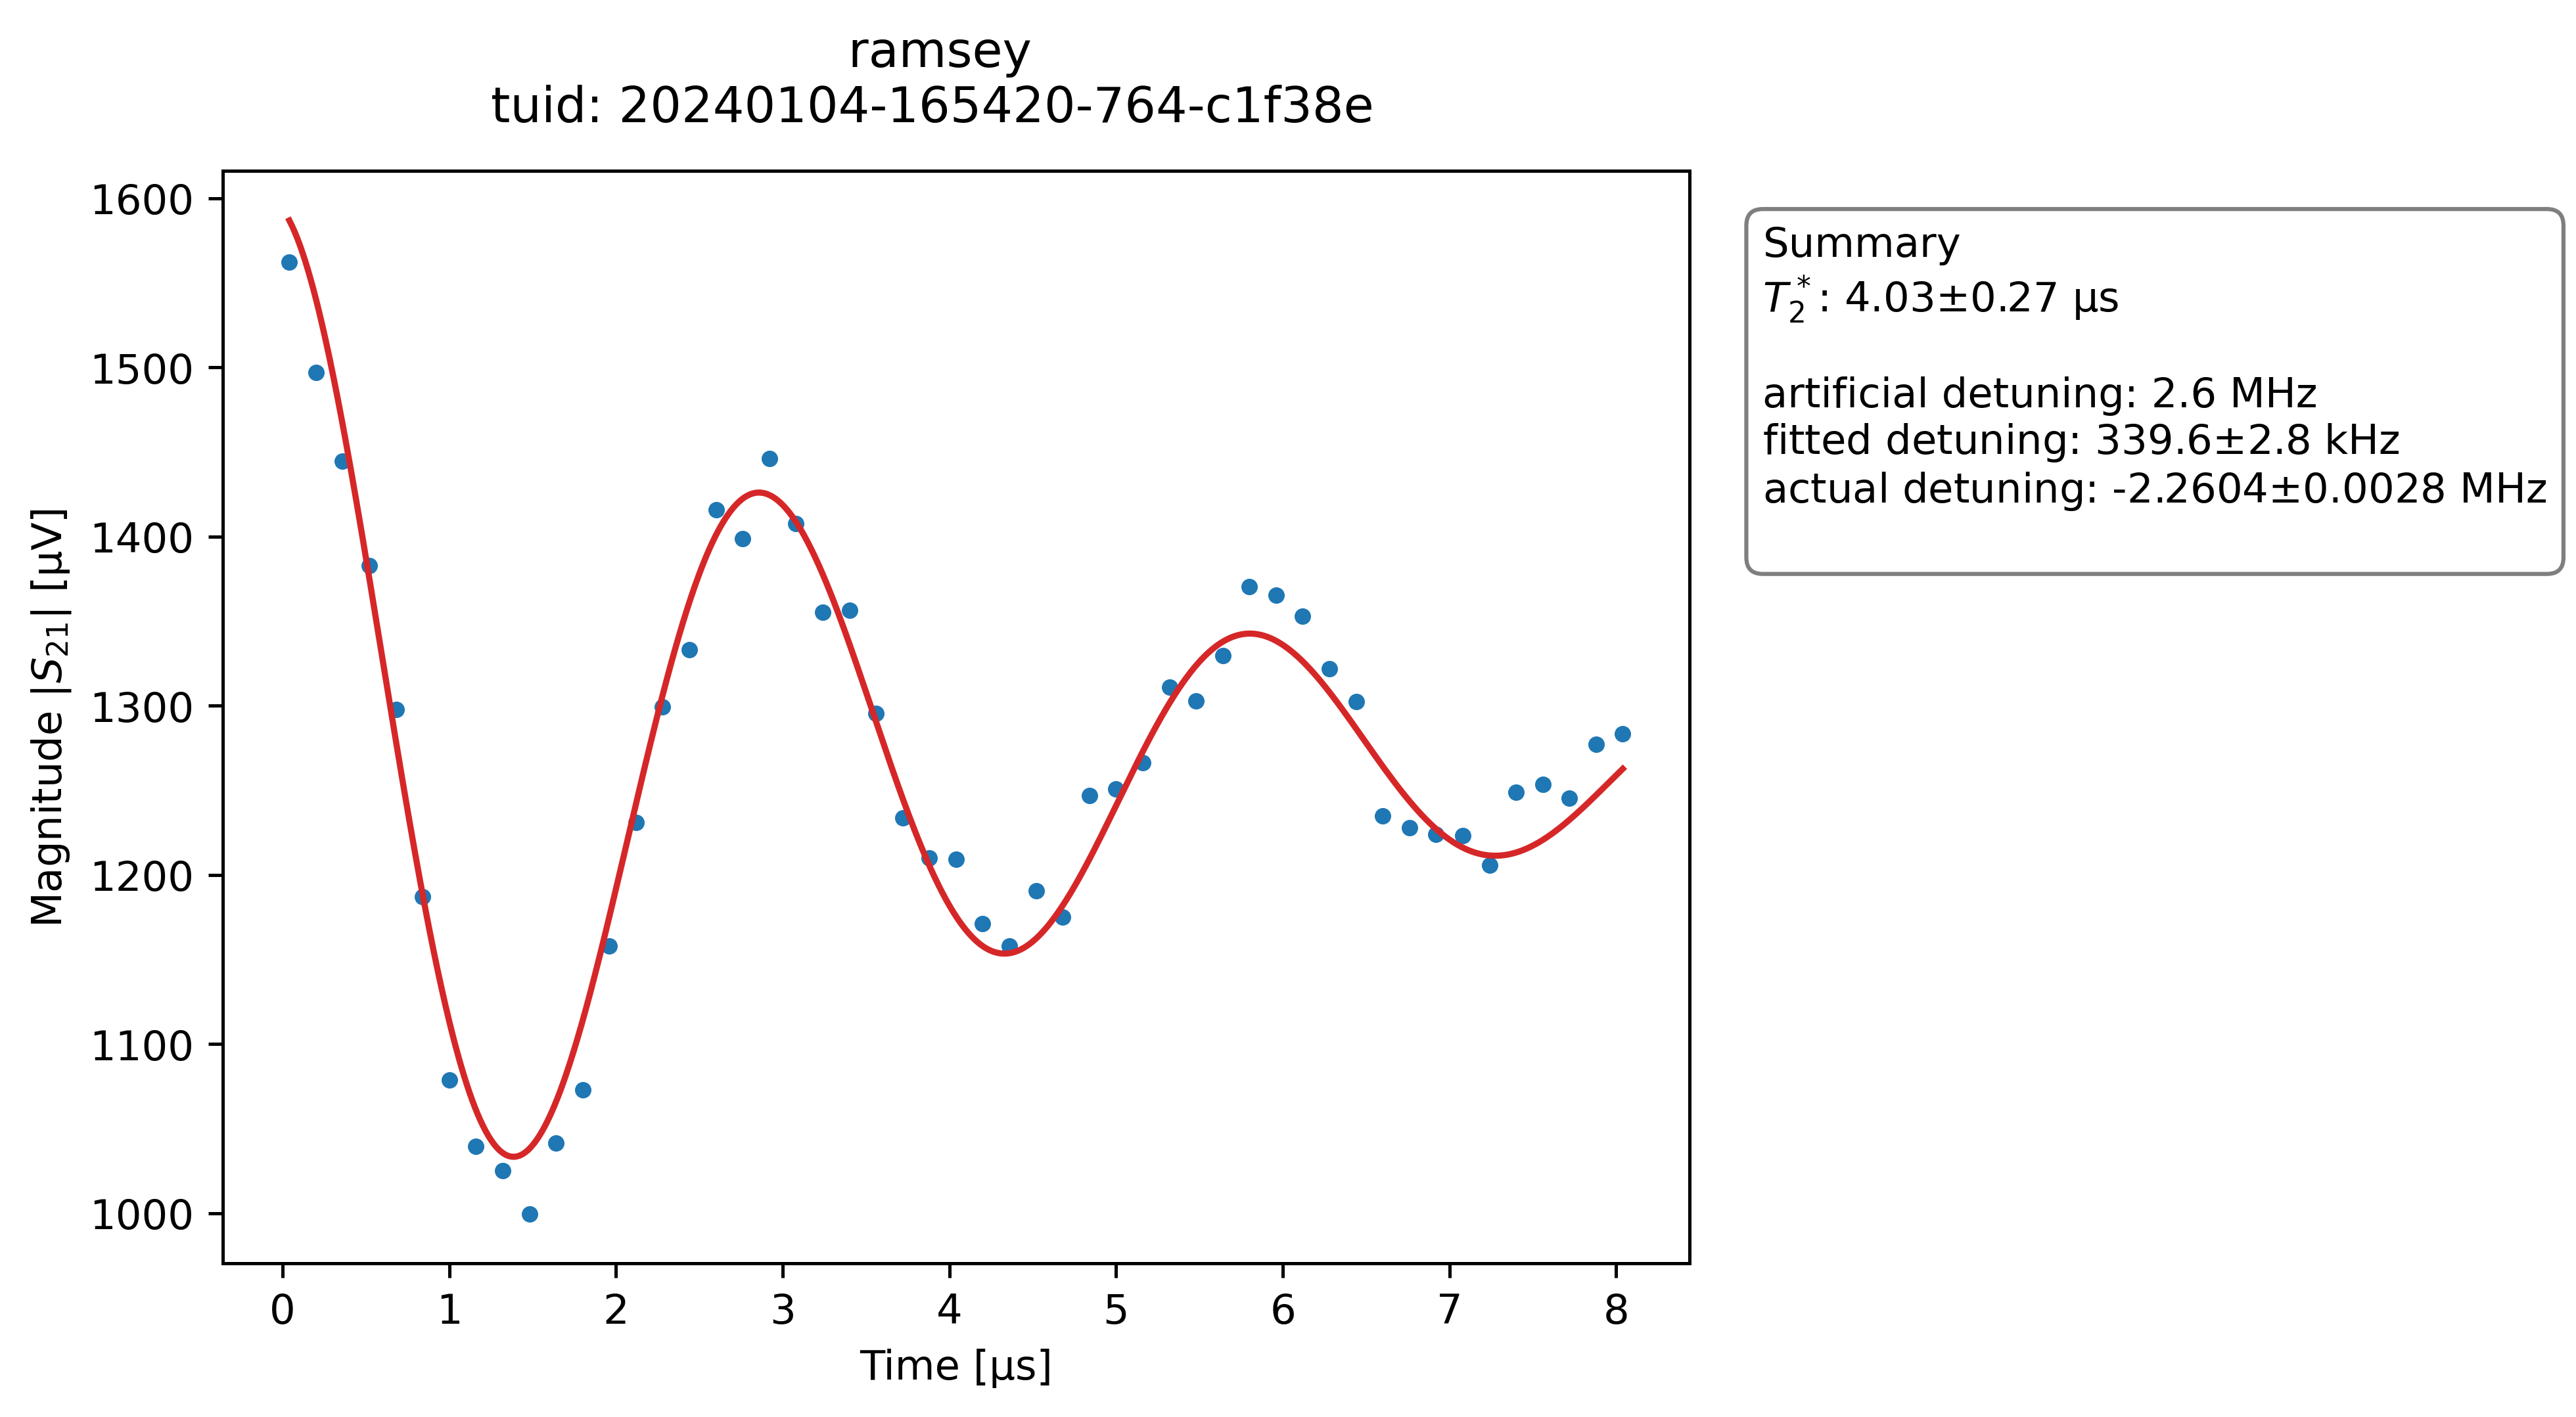 ramsey
tuid: 20240104-165420-764-c1f38e
Magnitude |S21| [µV]
1600
1500
1400
1300
1200
1100
1000
0 1 2 3 4 5 6 7 8
Time [µs]
Summary
T2*: 4.03±0.27 µs
artificial detuning: 2.6 MHz
fitted detuning: 339.6±2.8 kHz
actual detuning: -2.2604±0.0028 MHz